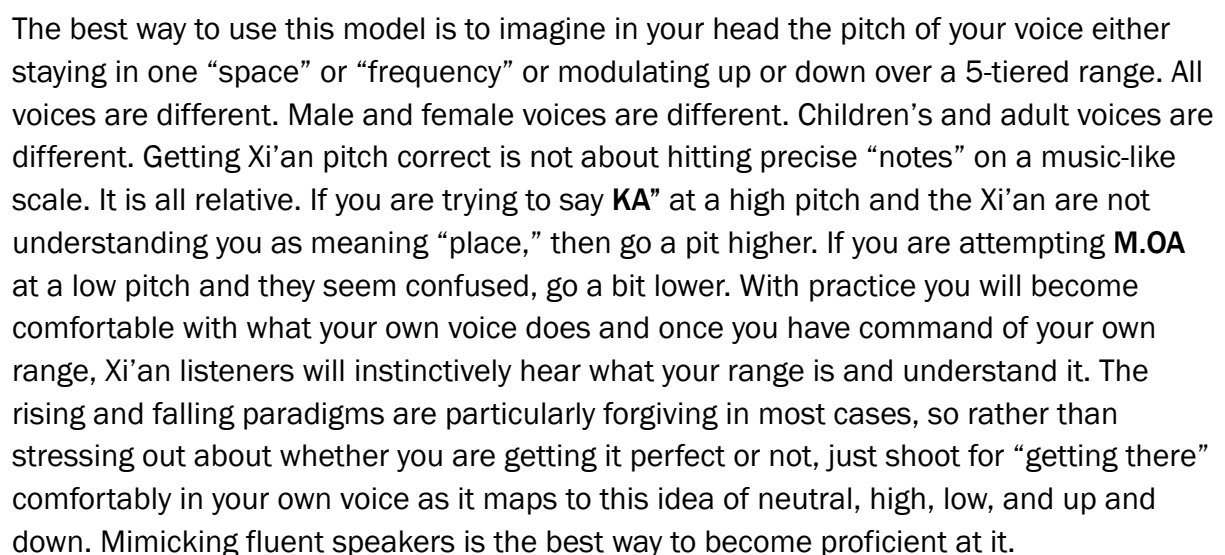 The best way to use this model is to imagine in your head the pitch of your voice either
staying in one “space” or “frequency” or modulating up or down over a 5-tiered range. All
voices are different. Male and female voices are different. Children’s and adult voices are
different. Getting Xi’an pitch correct is not about hitting precise “notes” on a music-like
scale. It is all relative. If you are trying to say KA” at a high pitch and the Xi’an are not
understanding you as meaning “place,” then go a pit higher. If you are attempting M.OA
at a low pitch and they seem confused, go a bit lower. With practice you will become
comfortable with what your own voice does and once you have command of your own
range, Xi’an listeners will instinctively hear what your range is and understand it. The
rising and falling paradigms are particularly forgiving in most cases, so rather than
stressing out about whether you are getting it perfect or not, just shoot for “getting there”
comfortably in your own voice as it maps to this idea of neutral, high, low, and up and
down. Mimicking fluent speakers is the best way to become proficient at it.